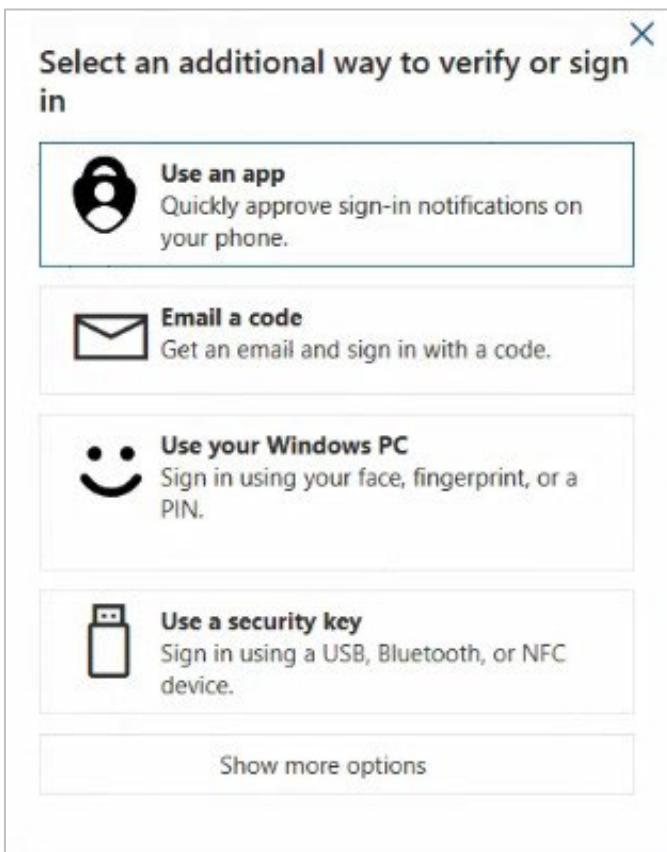 Select an additional way to verify or sign
in
Use an app
Quickly approve sign-in notifications on
your phone.
Email a code
Get an email and sign in with a code.
Use your Windows PC
Sign in using your face, fingerprint, or a
PIN.
Use a security key
Sign in using a USB, Bluetooth, or NFC
device.
Show more options